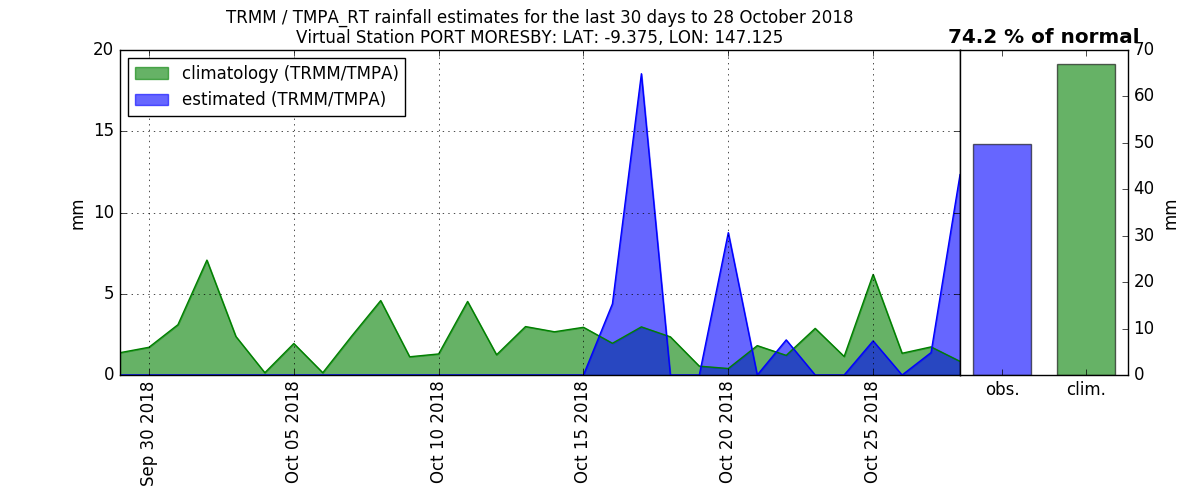 TRMM / TMPA_RT rainfall estimates for the last 30 days to 28 October 2018
Virtual Station PORT MORESBY: LAT: -9.375, LON: 147.125
74.2 % of normal
climatology (TRMM/TMPA)
estimated (TRMM/TMPA)
20
15
10
5
0
mm
Sep 30 2018
Oct 05 2018
Oct 10 2018
Oct 15 2018
Oct 20 2018
Oct 25 2018
obs.
clim.
70
60
50
40
30
20
10
0
mm